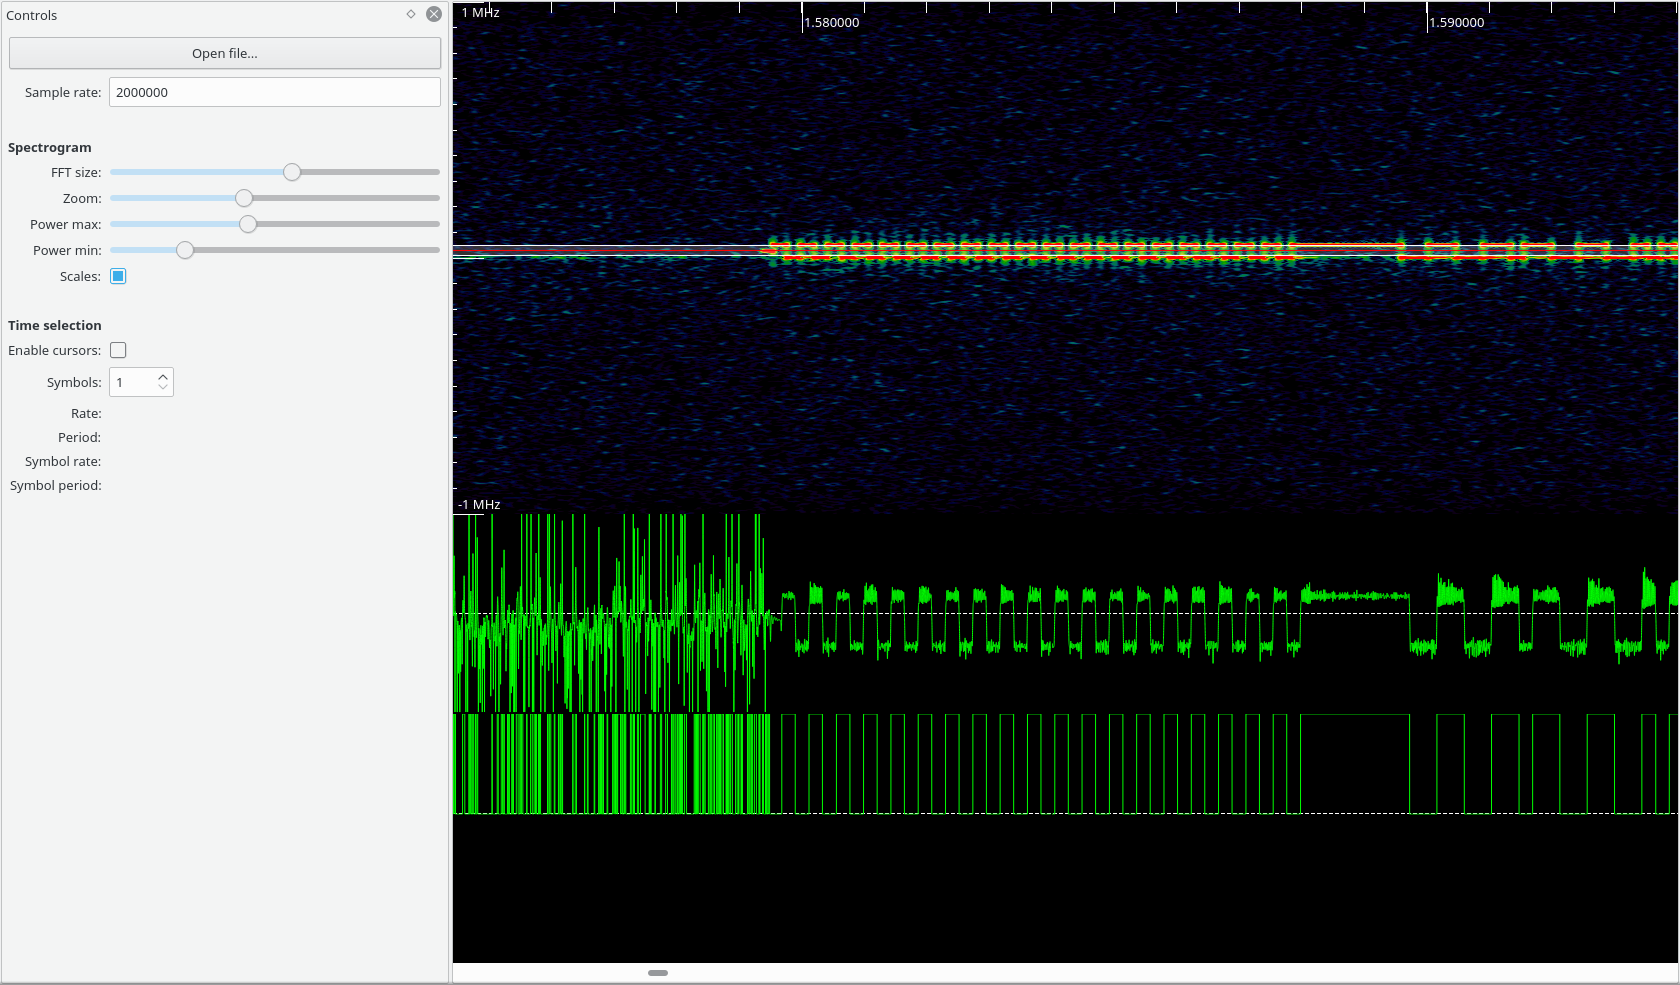 Controls
Open file...
Sample rate: 2000000
Spectrogram
FFT size:
Zoom:
Power max:
Power min:
Scales:
Time selection
Enable cursors:
Symbols: 1
Rate:
Period:
Symbol rate:
Symbol period:
1 MHz
1.580000
1.590000
-1 MHz